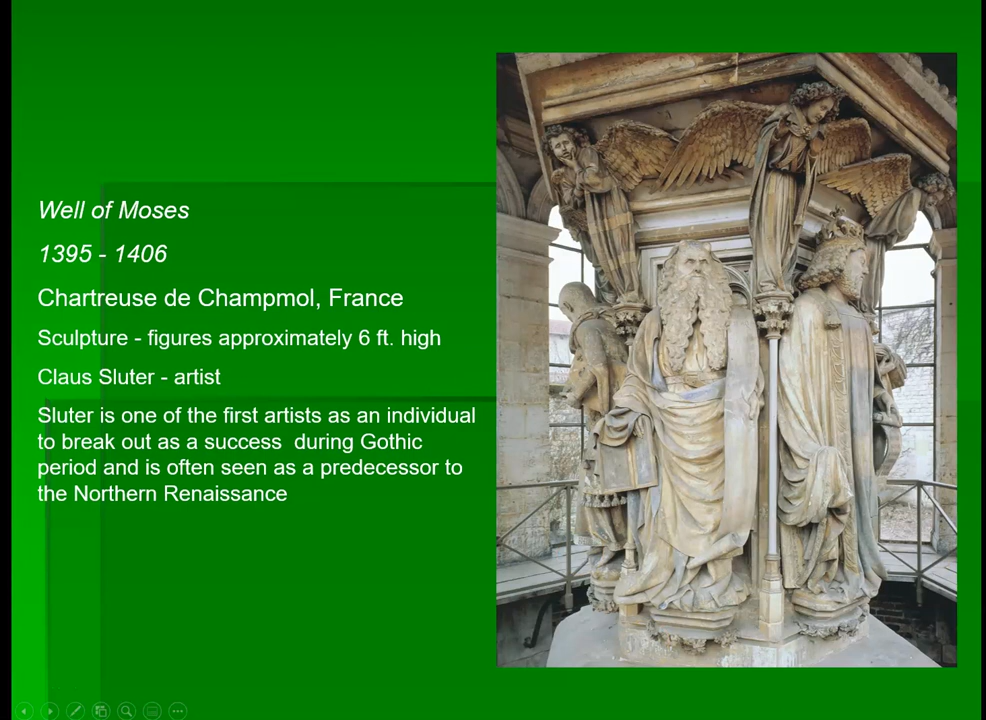 Well of Moses
1395 - 1406
Chartreuse de Champmol, France
Sculpture - figures approximately 6 ft. high
Claus Sluter - artist
Sluter is one of the first artists as an individual
to break out as a success  during Gothic
period and is often seen as a predecessor to
the Northern Renaissance